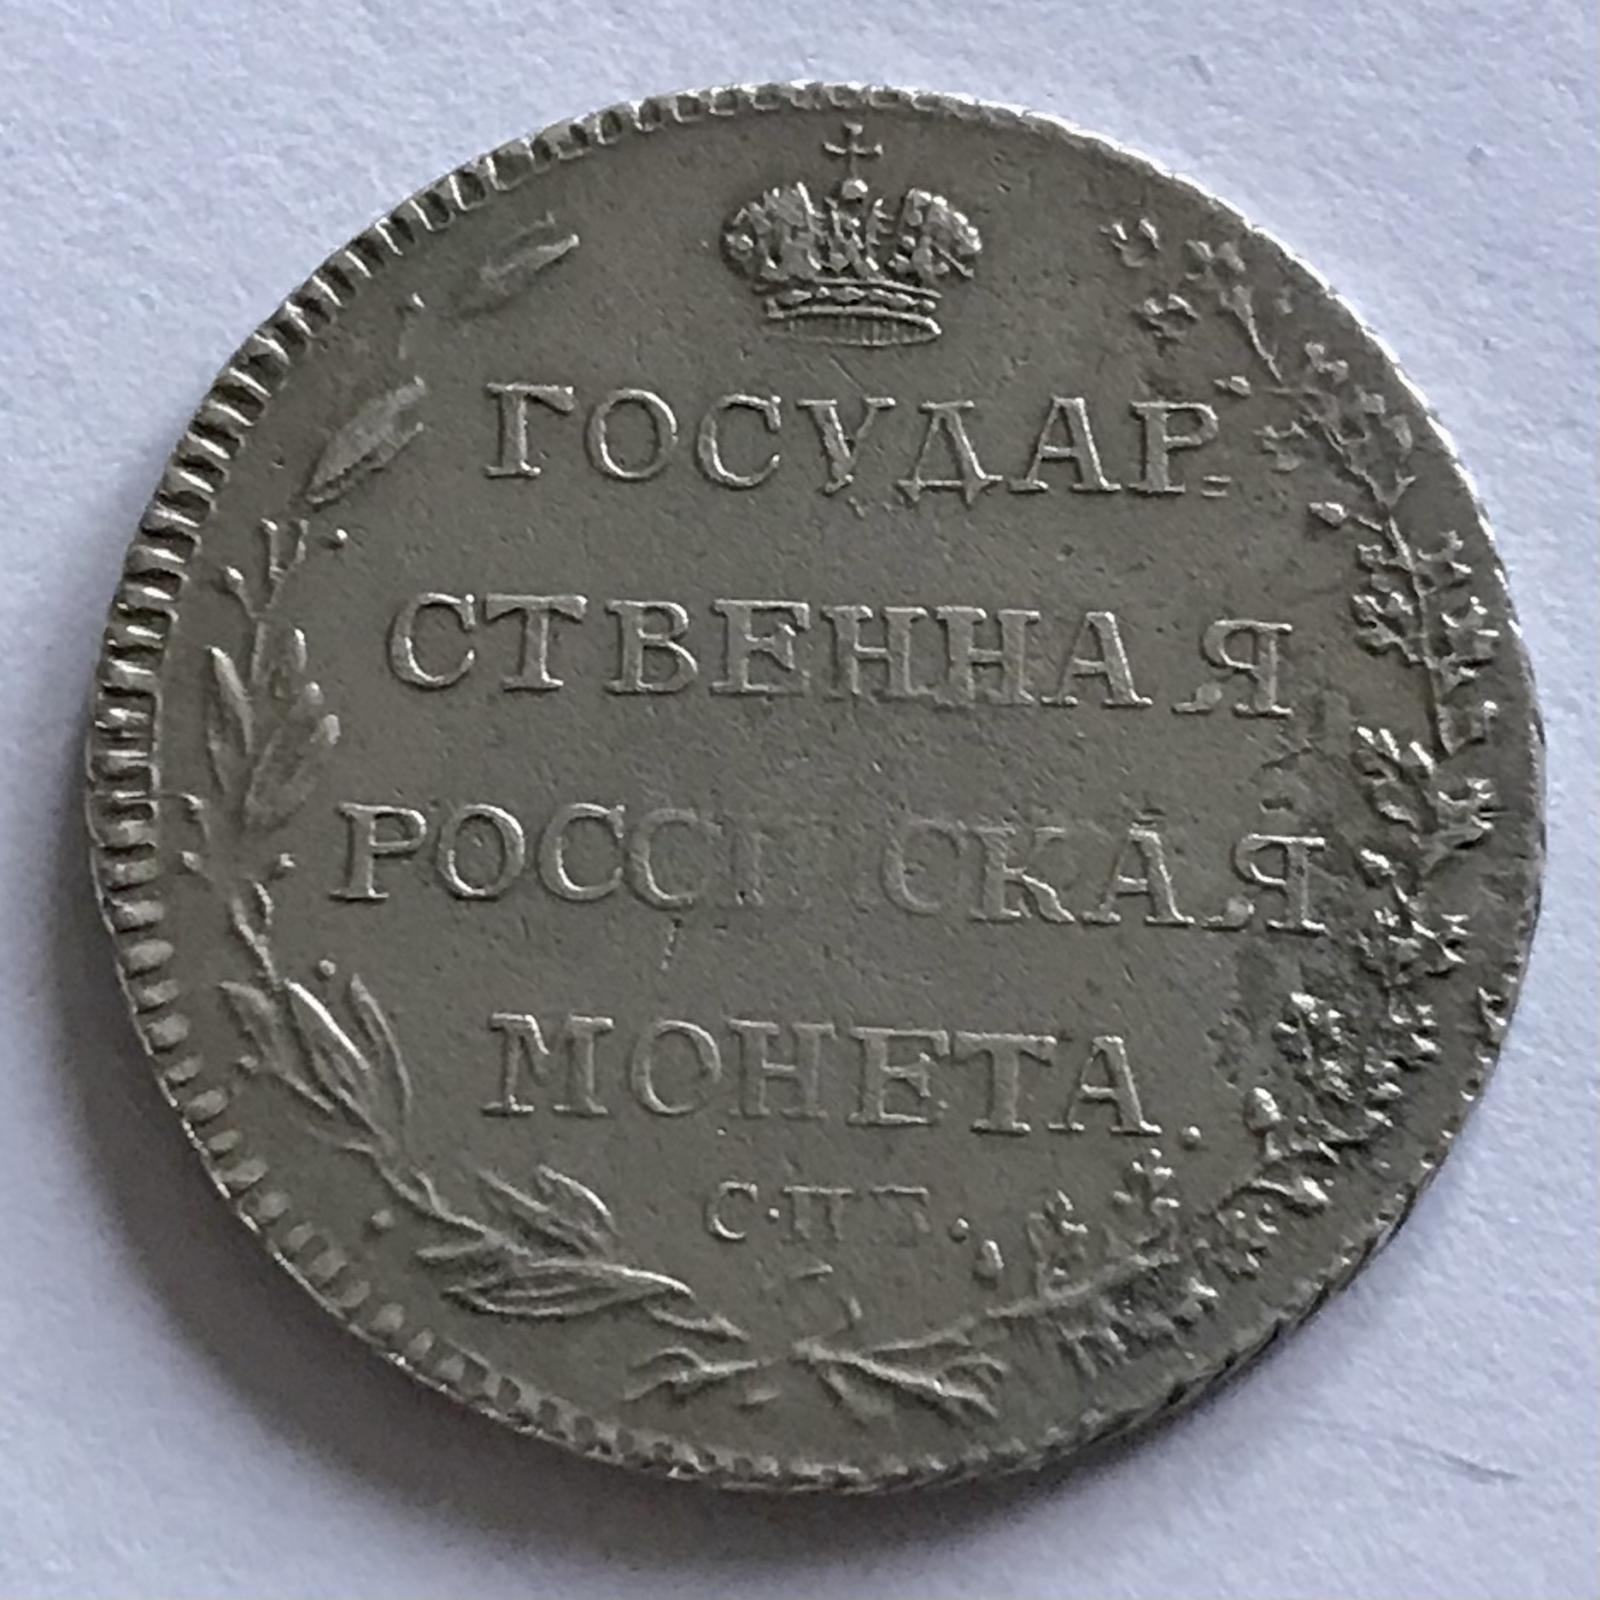 ГОСУДАР=
СТВЕННАЯ
РОССІЙСКАЯ
МОНЕТА.
С·П·Б·